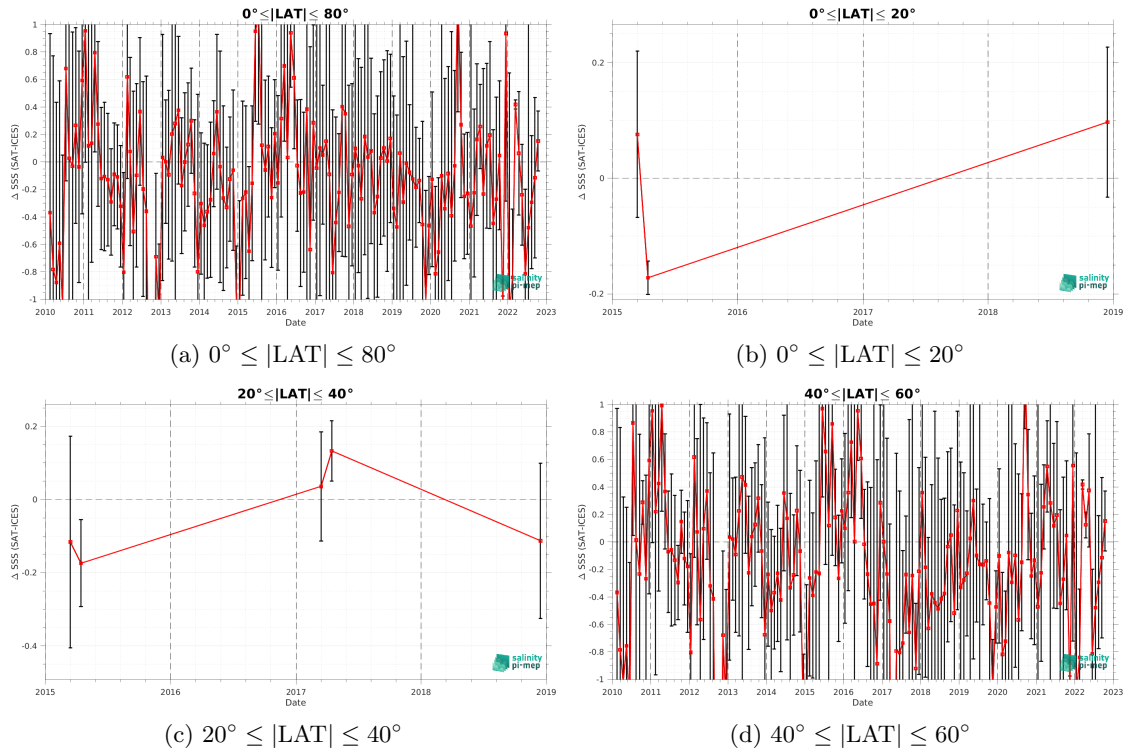 0°≤|LAT|≤ 80°
Δ SSS (SAT-ICES)
1
0.8
0.6
0.4
0.2
0
-0.2
-0.4
-0.6
-0.8
-1
2010 2011 2012 2013 2014 2015 2016 2017 2018 2019 2020 2021 2022 2023
Date
salinity
pi-mep
(a) 0° ≤ |LAT| ≤ 80°
0°≤|LAT|≤ 20°
Δ SSS (SAT-ICES)
0.2
0
-0.2
2015 2016 2017 2018 2019
Date
salinity
pi-mep
(b) 0° ≤ |LAT| ≤ 20°
20°≤|LAT|≤ 40°
Δ SSS (SAT-ICES)
0.2
0
-0.2
-0.4
2015 2016 2017 2018 2019
Date
salinity
pi-mep
(c) 20° ≤ |LAT| ≤ 40°
40°≤|LAT|≤ 60°
Δ SSS (SAT-ICES)
1
0.8
0.6
0.4
0.2
0
-0.2
-0.4
-0.6
-0.8
-1
2010 2011 2012 2013 2014 2015 2016 2017 2018 2019 2020 2021 2022 2023
Date
salinity
pi-mep
(d) 40° ≤ |LAT| ≤ 60°